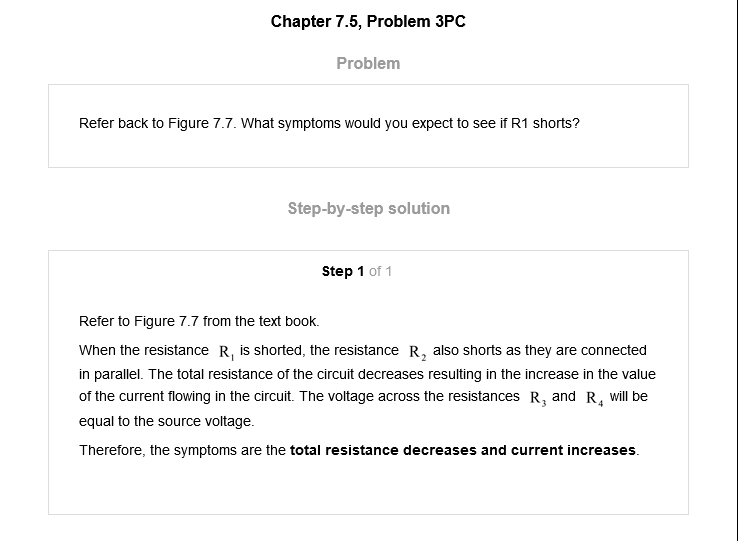 Chapter 7.5, Problem 3PC
Problem
Refer back to Figure 7.7. What symptoms would you expect to see if R1 shorts?
Step-by-step solution
Step 1 of 1
Refer to Figure 7.7 from the text book.
When the resistance R₁ is shorted, the resistance R₂ also shorts as they are connected
in parallel. The total resistance of the circuit decreases resulting in the increase in the value
of the current flowing in the circuit. The voltage across the resistances R₃ and R₄ will be
equal to the source voltage.
Therefore, the symptoms are the total resistance decreases and current increases.